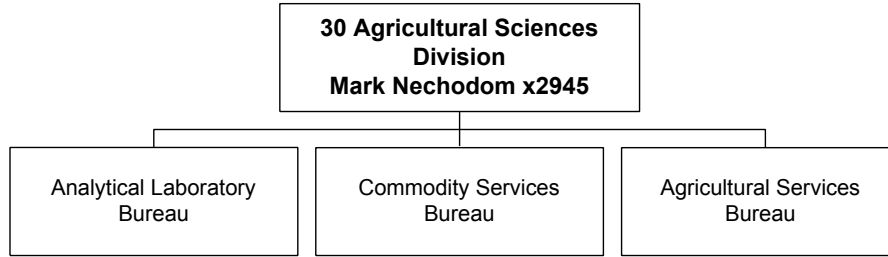 30 Agricultural Sciences
Division
Mark Nechodom x2945
Analytical Laboratory
Bureau
Commodity Services
Bureau
Agricultural Services
Bureau